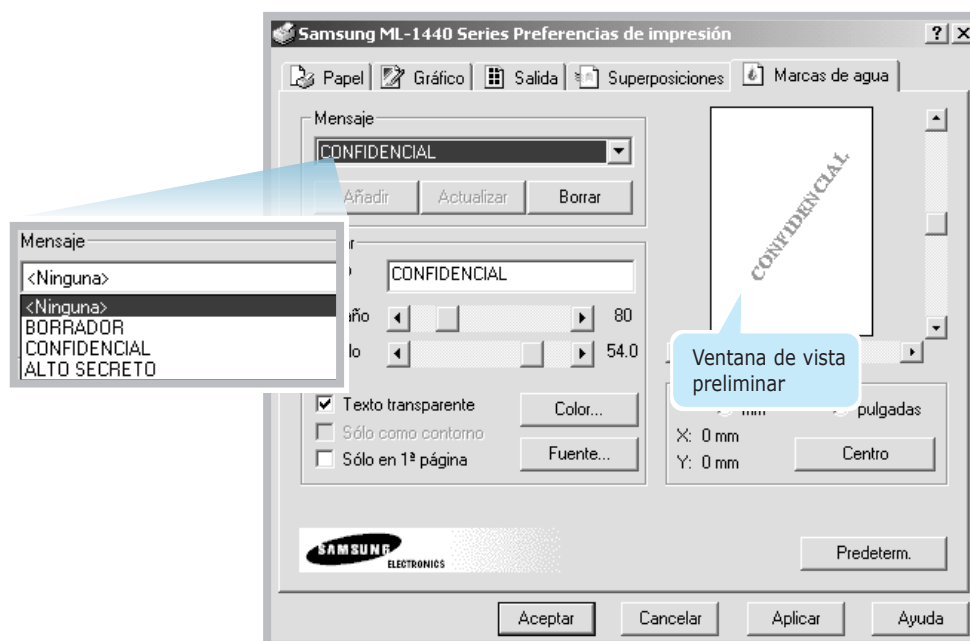 Samsung ML-1440 Series Preferencias de impresión
Papel Gráfico Salida Superposiciones Marcas de agua
Mensaje
CONFIDENCIAL
Añadir Actualizar Borrar
CONFIDENCIAL
80
54.0
Texto transparente
Sólo como contorno
Sólo en 1ª página
Color...
Fuente...
Mensaje
<Ninguna>
<Ninguna>
BORRADOR
CONFIDENCIAL
ALTO SECRETO
CONFIDENCIAL
Ventana de vista
preliminar
mm pulgadas
X: 0 mm
Y: 0 mm
Centro
SAMSUNG
ELECTRONICS
Predeterm.
Aceptar Cancelar Aplicar Ayuda